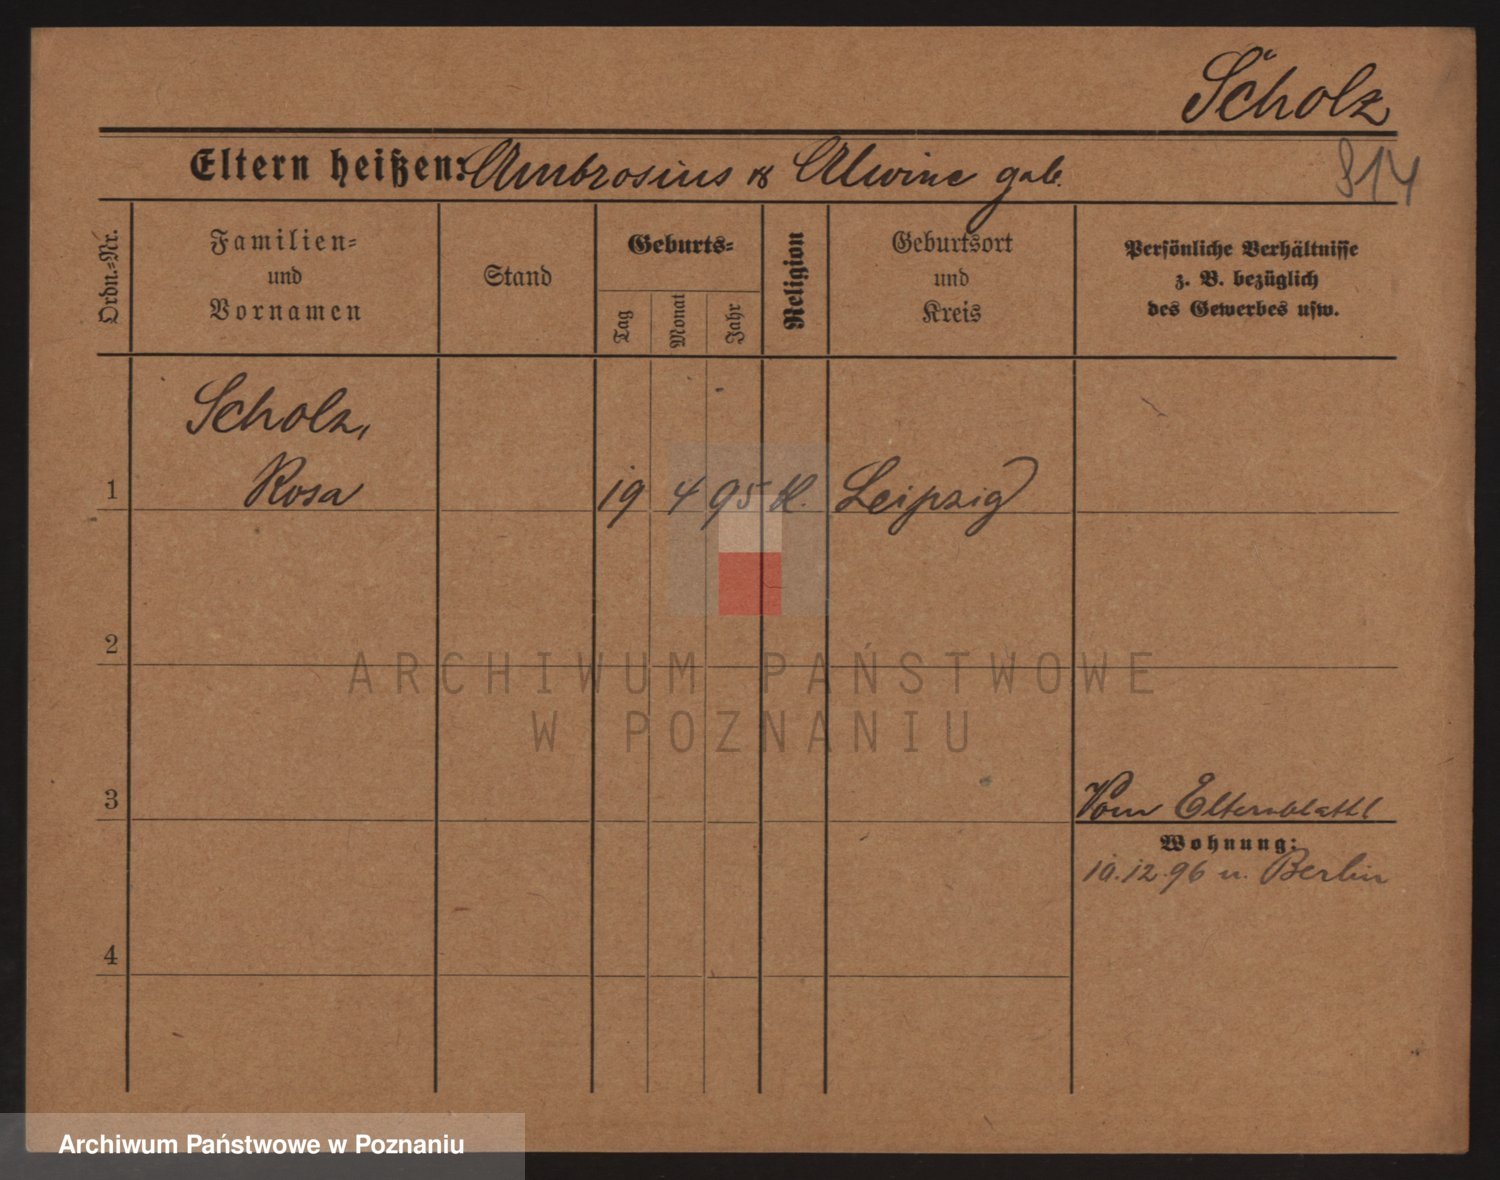 Scholz
Eltern heißen: Ambrosius & Alwine geb.
814
Ordn.=Nr.
Familien=
und
Vornamen
Stand
Geburts=
Tag
Monat
Jahr
Religion
Geburtsort
und
Kreis
Persönliche Verhältnisse
z. B. bezüglich
des Gewerbes usw.
Scholz,
1 Rosa 19 4 95 K. Leipzig
2
ARCHIWUM PAŃSTWOWE
W POZNANIU
3
Vom Elternblatt
Wohnung:
10.12.96 u. Berlin
4
Archiwum Państwowe w Poznaniu